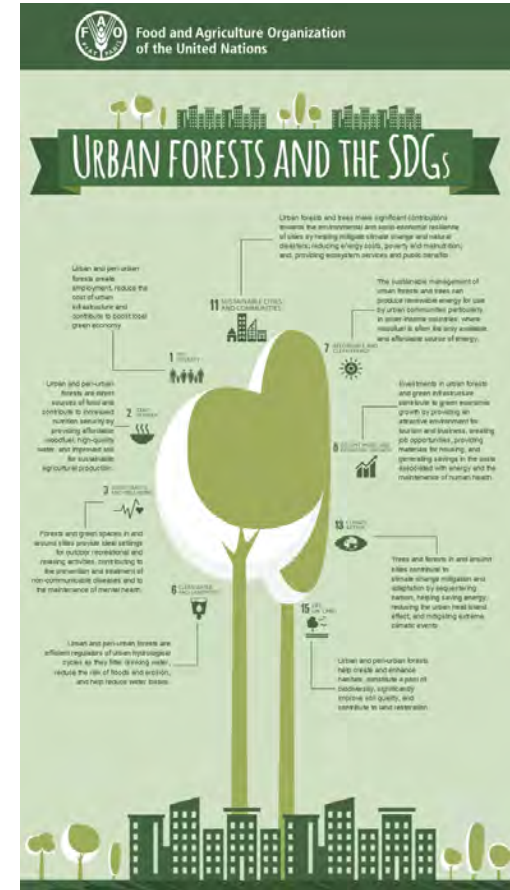 Food and Agriculture Organization
of the United Nations
URBAN FORESTS AND THE SDGs
Urban forests and trees make significant contributions
towards the environmental and socio-economic resilience
of cities by helping mitigate climate change and natural
disasters; reducing energy costs, poverty and malnutrition;
and, providing ecosystem services and public benefits.
11 SUSTAINABLE CITIES
AND COMMUNITIES
Urban and peri-urban
forests create
employment, reduce the
cost of urban
infrastructure and
contribute to boost local
green economy.
1 NO
POVERTY
The sustainable management of
urban forests and trees can
produce renewable energy for use
by urban communities particularly
in lower income countries, where
woodfuel is often the only available
and affordable source of energy.
7 AFFORDABLE AND
CLEAN ENERGY
Urban and peri-urban
forests are direct
sources of food and
contribute to increased
nutrition security by
providing affordable
woodfuel, high-quality
water, and improved soil
for sustainable
agricultural production.
2 ZERO
HUNGER
Investments in urban forests
and green infrastructure
contribute to green economic
growth by providing an
attractive environment for
tourism and business, creating
job opportunities, providing
materials for housing, and
generating savings in the costs
associated with energy and the
maintenance of human health.
8 DECENT WORK AND
ECONOMIC GROWTH
3 GOOD HEALTH
AND WELL-BEING
Forests and green spaces in and
around cities provide ideal settings
for outdoor recreational and
relaxing activities, contributing to
the prevention and treatment of
non-communicable diseases and to
the maintenance of mental health.
13 CLIMATE
ACTION
Trees and forests in and around
cities contribute to
climate change mitigation and
adaptation by sequestering
carbon, helping saving energy,
reducing the urban heat island
effect, and mitigating extreme
climatic events.
6 CLEAN WATER
AND SANITATION
Urban and peri-urban forests are
efficient regulators of urban hydrological
cycles as they filter drinking water,
reduce the risk of floods and erosion,
and help reduce water losses.
15 LIFE
ON LAND
Urban and peri-urban forests
help create and enhance
habitats, constitute a pool of
biodiversity, significantly
improve soil quality, and
contribute to land restoration.